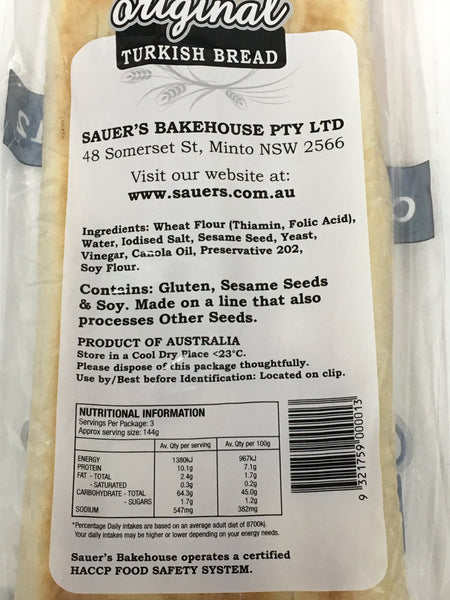 original
TURKISH BREAD
SAUER'S BAKEHOUSE PTY LTD
48 Somerset St, Minto NSW 2566
Visit our website at:
www.sauers.com.au
Ingredients: Wheat Flour (Thiamin, Folic Acid),
Water, Iodised Salt, Sesame Seed, Yeast,
Vinegar, Canola Oil, Preservative 202,
Soy Flour.
Contains: Gluten, Sesame Seeds
& Soy. Made on a line that also
processes Other Seeds.
PRODUCT OF AUSTRALIA
Store in a Cool Dry Place <23°C.
Please dispose of this package thoughtfully.
Use by/Best before Identification: Located on clip.
NUTRITIONAL INFORMATION
Servings Per Package: 3
Approx serving size: 144g
Av. Qty per serving Av. Qty per 100g
ENERGY 1380kJ 967kJ
PROTEIN 10.1g 7.1g
FAT - TOTAL 2.4g 1.7g
- SATURATED 0.3g 0.2g
CARBOHYDRATE - TOTAL 64.3g 45.0g
- SUGARS 1.7g 1.2g
SODIUM 547mg 382mg
*Percentage Daily intakes are based on an average adult diet of 8700kj.
Your daily intakes may be higher or lower depending on your energy needs.
Sauer's Bakehouse operates a certified
HACCP FOOD SAFETY SYSTEM.
9 321759 000013